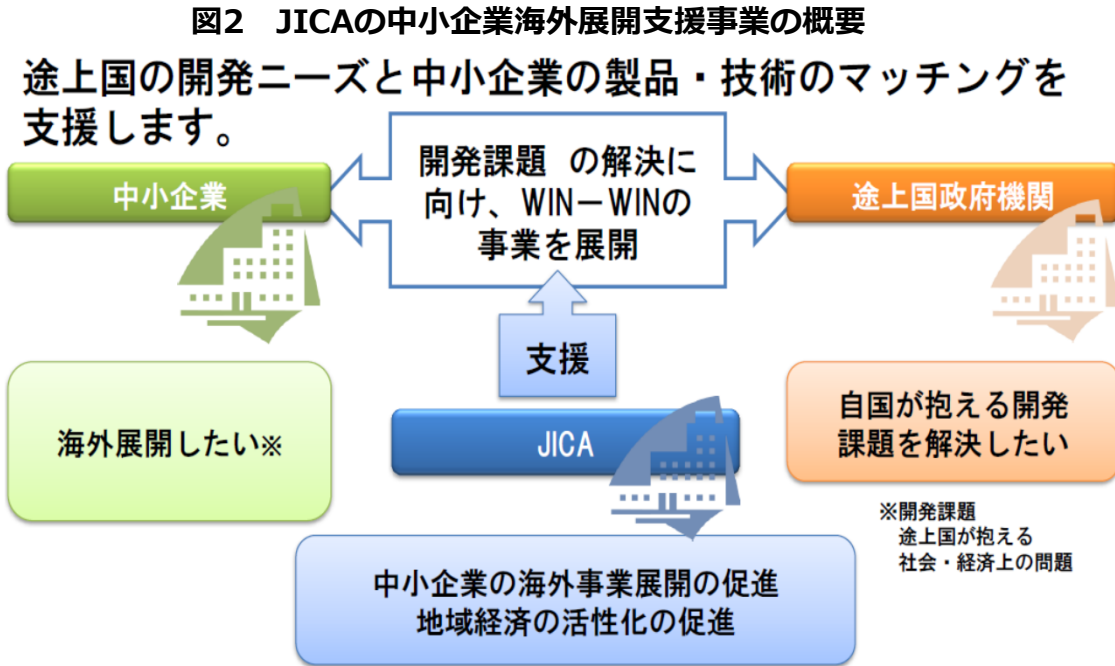 図2　JICAの中小企業海外展開支援事業の概要
途上国の開発ニーズと中小企業の製品・技術のマッチングを
支援します。
中小企業
開発課題 の解決に
向け、WIN－WINの
事業を展開
途上国政府機関
支援
海外展開したい※
JICA
自国が抱える開発
課題を解決したい
※開発課題
途上国が抱える
社会・経済上の問題
中小企業の海外事業展開の促進
地域経済の活性化の促進